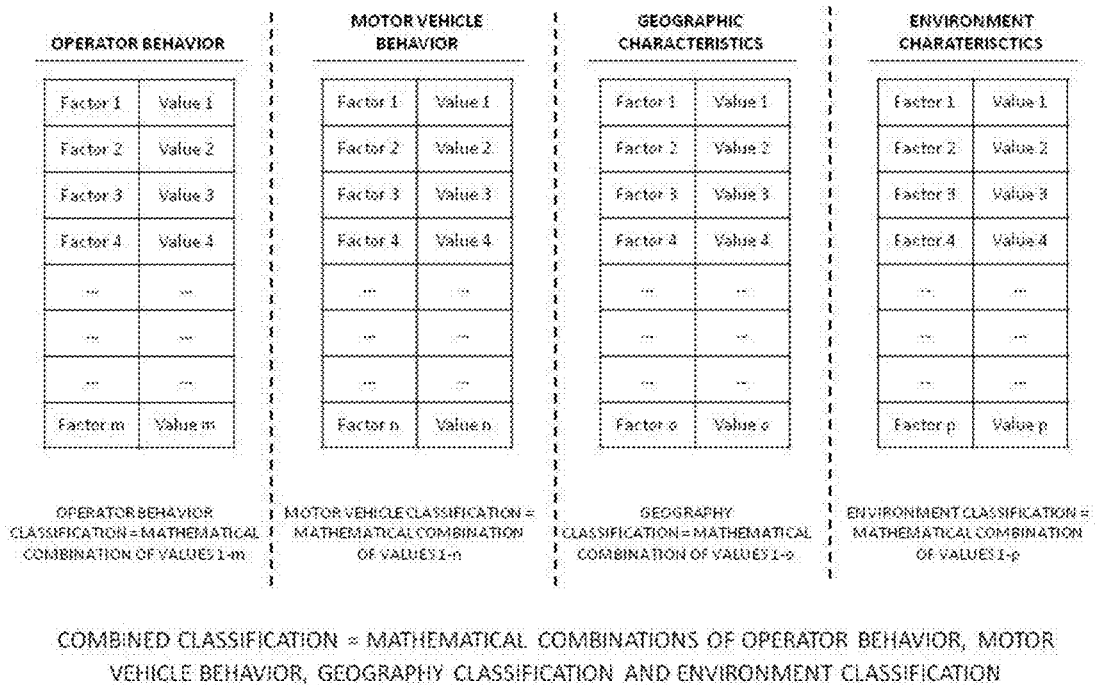 OPERATOR BEHAVIOR
Factor 1 Value 1
Factor 2 Value 2
Factor 3 Value 3
Factor 4 Value 4
... ...
... ...
... ...
Factor m Value m
OPERATOR BEHAVIOR
CLASSIFICATION = MATHEMATICAL
COMBINATION OF VALUES 1-m
MOTOR VEHICLE
BEHAVIOR
Factor 1 Value 1
Factor 2 Value 2
Factor 3 Value 3
Factor 4 Value 4
... ...
... ...
... ...
Factor n Value n
MOTOR VEHICLE CLASSIFICATION =
MATHEMATICAL COMBINATION
OF VALUES 1-n
GEOGRAPHIC
CHARACTERISTICS
Factor 1 Value 1
Factor 2 Value 2
Factor 3 Value 3
Factor 4 Value 4
... ...
... ...
... ...
Factor o Value o
GEOGRAPHY
CLASSIFICATION = MATHEMATICAL
COMBINATION OF VALUES 1-o
ENVIRONMENT
CHARATERISCTICS
Factor 1 Value 1
Factor 2 Value 2
Factor 3 Value 3
Factor 4 Value 4
... ...
... ...
... ...
Factor p Value p
ENVIRONMENT CLASSIFICATION =
MATHEMATICAL COMBINATION
OF VALUES 1-p
COMBINED CLASSIFICATION = MATHEMATICAL COMBINATIONS OF OPERATOR BEHAVIOR, MOTOR
VEHICLE BEHAVIOR, GEOGRAPHY CLASSIFICATION AND ENVIRONMENT CLASSIFICATION